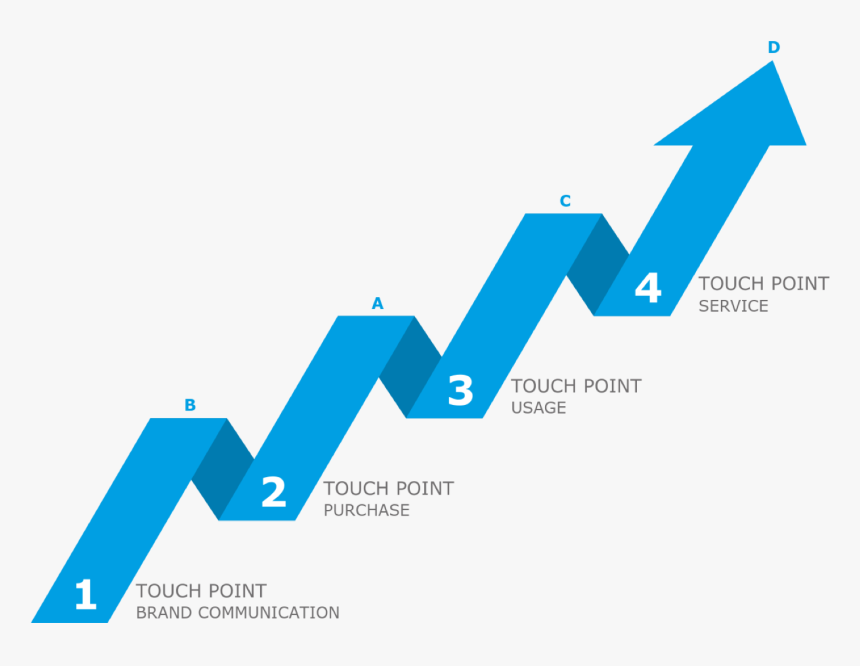 D
C
4
TOUCH POINT
SERVICE
A
3
TOUCH POINT
USAGE
B
2
TOUCH POINT
PURCHASE
1
TOUCH POINT
BRAND COMMUNICATION